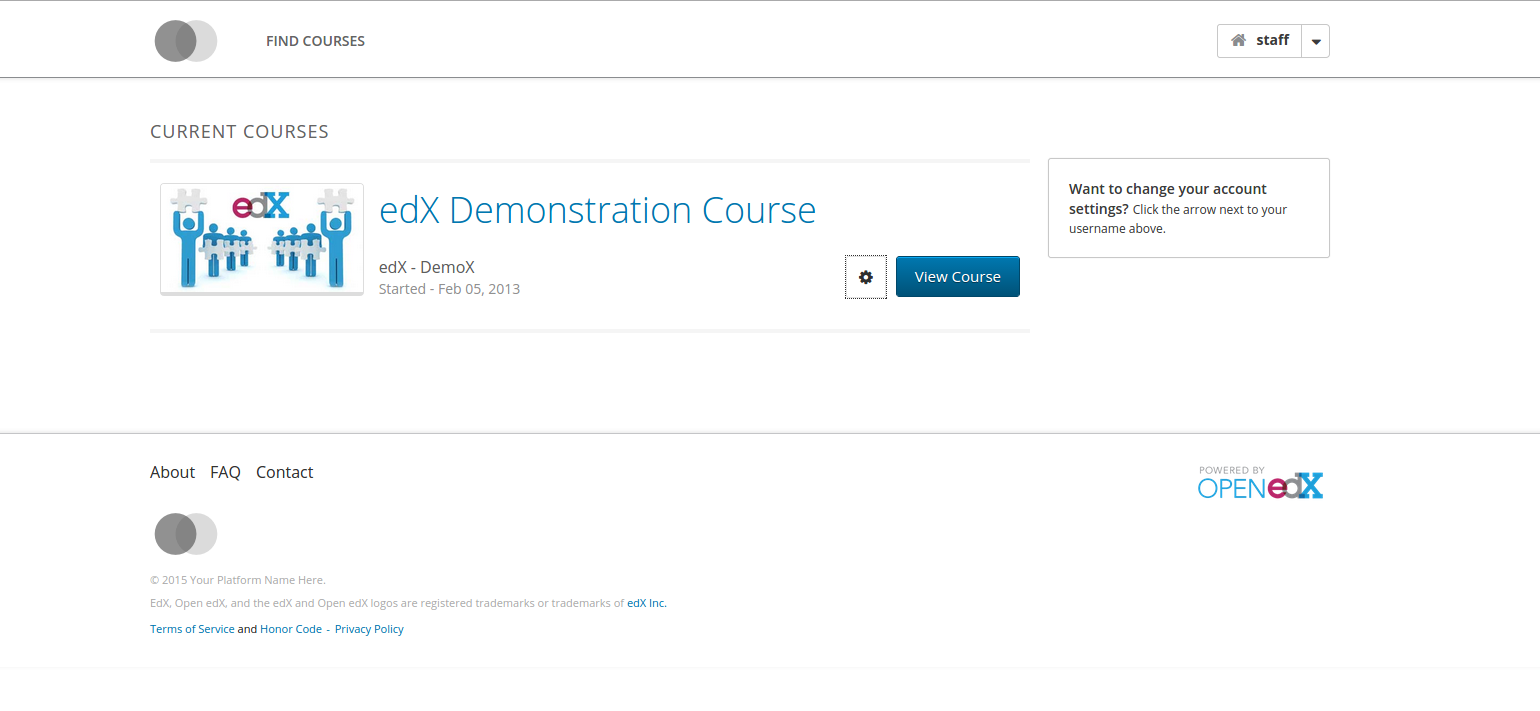 FIND COURSES
staff
CURRENT COURSES
edX
edX Demonstration Course
edX - DemoX
Started - Feb 05, 2013
View Course
Want to change your account
settings? Click the arrow next to your
username above.
About FAQ Contact
POWERED BY
OPEN edX
© 2015 Your Platform Name Here.
EdX, Open edX, and the edX and Open edX logos are registered trademarks or trademarks of edX Inc.
Terms of Service and Honor Code - Privacy Policy